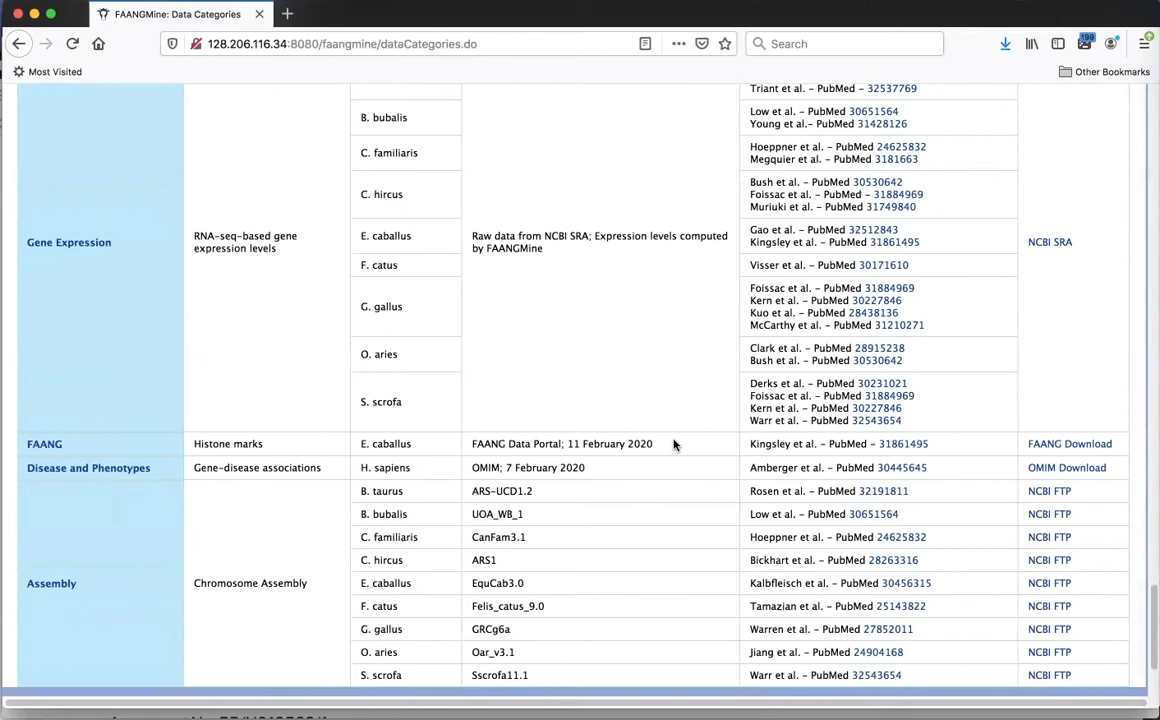 FAANGMine: Data Categories
128.206.116.34:8080/faangmine/dataCategories.do
Search
199
Most Visited
Other Bookmarks
Triant et al. - PubMed - 32537769
B. bubalis
Low et al. - PubMed 30651564
Young et al.- PubMed 31428126
C. familiaris
Hoeppner et al. - PubMed 24625832
Megquier et al. - PubMed 3181663
C. hircus
Bush et al. - PubMed 30530642
Foissac et al. - PubMed - 31884969
Muriuki et al. - PubMed 31749840
Gene Expression
RNA-seq-based gene
expression levels
E. caballus
Raw data from NCBI SRA; Expression levels computed
by FAANGMine
Gao et al. - PubMed 32512843
Kingsley et al. - PubMed 31861495
NCBI SRA
F. catus
Visser et al. - PubMed 30171610
G. gallus
Foissac et al. - PubMed 31884969
Kern et al. - PubMed 30227846
Kuo et al. - PubMed 28438136
McCarthy et al. - PubMed 31210271
O. aries
Clark et al. - PubMed 28915238
Bush et al. - PubMed 30530642
S. scrofa
Derks et al. - PubMed 30231021
Foissac et al. - PubMed 31884969
Kern et al. - PubMed 30227846
Warr et al. - PubMed 32543654
FAANG Histone marks E. caballus FAANG Data Portal; 11 February 2020 Kingsley et al. - PubMed - 31861495 FAANG Download
Disease and Phenotypes Gene-disease associations H. sapiens OMIM; 7 February 2020 Amberger et al. - PubMed 30445645 OMIM Download
B. taurus ARS-UCD1.2 Rosen et al. - PubMed 32191811 NCBI FTP
B. bubalis UOA_WB_1 Low et al. - PubMed 30651564 NCBI FTP
C. familiaris CanFam3.1 Hoeppner et al. - PubMed 24625832 NCBI FTP
C. hircus ARS1 Bickhart et al. - PubMed 28263316 NCBI FTP
Assembly Chromosome Assembly E. caballus EquCab3.0 Kalbfleisch et al. - PubMed 30456315 NCBI FTP
F. catus Felis_catus_9.0 Tamazian et al. - PubMed 25143822 NCBI FTP
G. gallus GRCg6a Warren et al. - PubMed 27852011 NCBI FTP
O. aries Oar_v3.1 Jiang et al. - PubMed 24904168 NCBI FTP
S. scrofa Sscrofa11.1 Warr et al. - PubMed 32543654 NCBI FTP